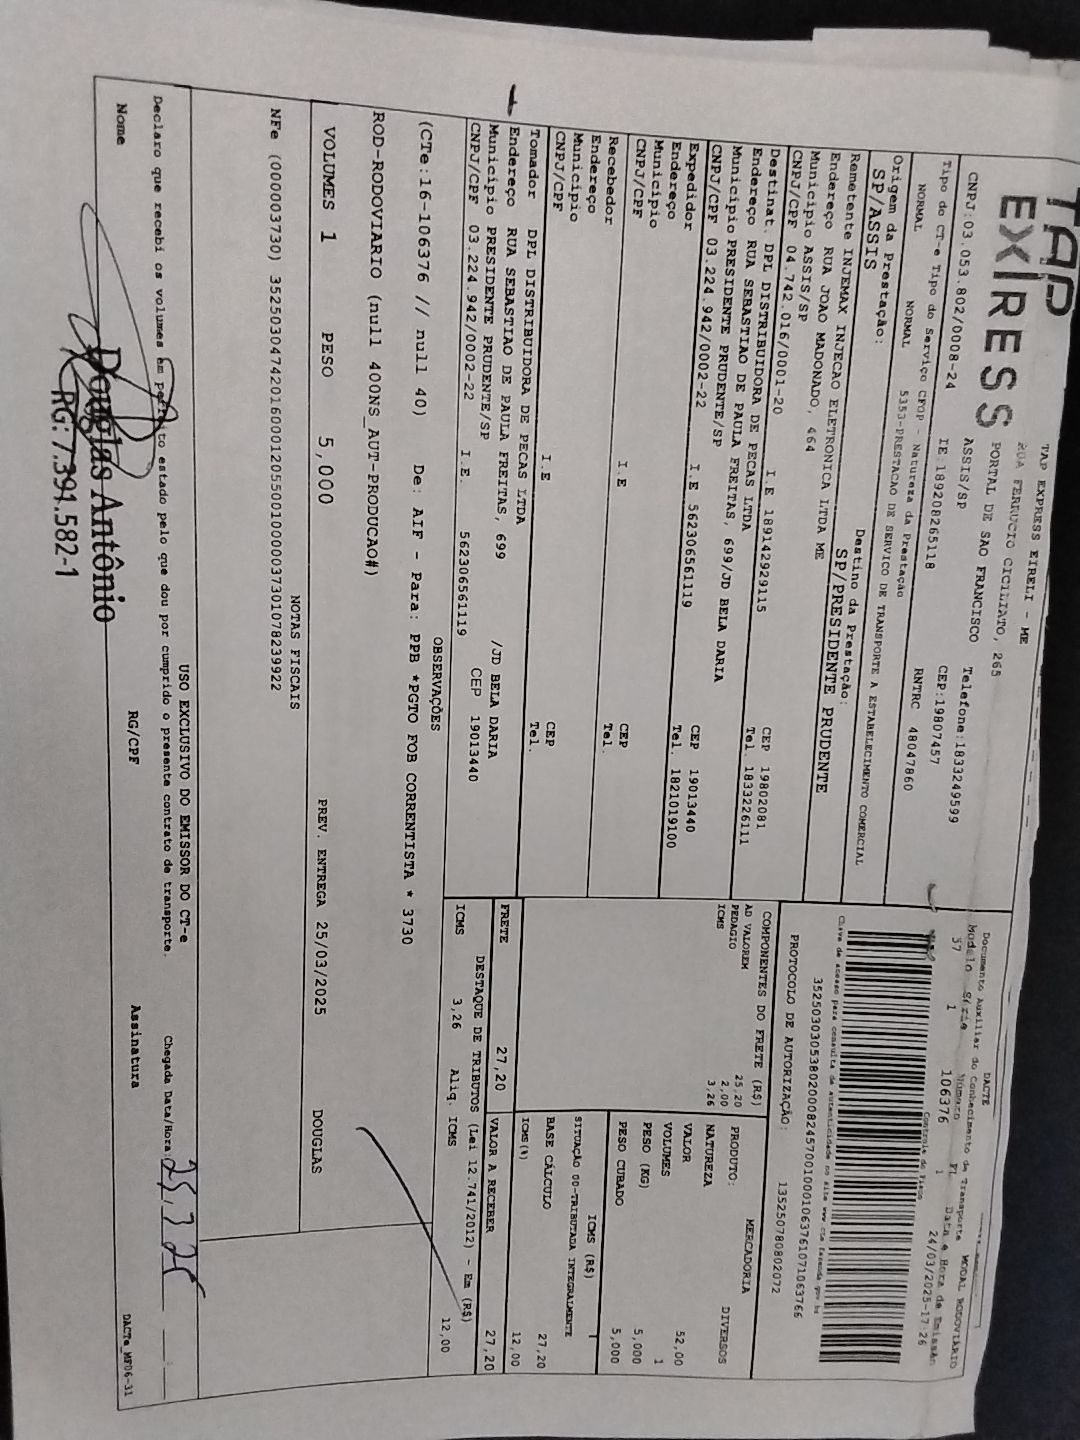 TAP
EXPRESS
TAP EXPRESS EIRELI - ME
RUA FERRUCIO CICILIATO, 265
PORTAL DE SAO FRANCISCO
ASSIS/SP
Telefone:1833249599
CNPJ:03.053.802/0008-24
IE:189208265118
CEP:19807457
Tipo do CT-e Tipo do Serviço CFOP - Natureza da Prestação
RNTRC 48047860
NORMAL NORMAL 5353-PRESTACAO DE SERVICO DE TRANSPORTE A ESTABELECIMENTO COMERCIAL
Origem da Prestação: Destino da Prestação:
SP/ASSIS SP/PRESIDENTE PRUDENTE
Remetente INJEMAX INJECAO ELETRONICA LTDA ME
Endereço RUA JOAO MADONADO, 464
Município ASSIS/SP CEP 19802081
CNPJ/CPF 04.742.016/0001-20 I.E 189142929115 Tel. 1833226111
Destinat. DPL DISTRIBUIDORA DE PECAS LTDA
Endereço RUA SEBASTIAO DE PAULA FREITAS, 699/JD BELA DARIA
Município PRESIDENTE PRUDENTE/SP CEP 19013440
CNPJ/CPF 03.224.942/0002-22 I.E 562306561119 Tel. 1821019100
Expedidor
Endereço
Município CEP
CNPJ/CPF I.E Tel.
Recebedor
Endereço
Município CEP
CNPJ/CPF I.E Tel.
Tomador DPL DISTRIBUIDORA DE PECAS LTDA
Endereço RUA SEBASTIAO DE PAULA FREITAS, 699 /JD BELA DARIA
Município PRESIDENTE PRUDENTE/SP CEP 19013440
CNPJ/CPF 03.224.942/0002-22 I.E. 562306561119
DACTE
Documento Auxiliar do Conhecimento de Transporte MODAL RODOVIÁRIO
Modelo Série Número FL Data e Hora de Emissão
57 1 106376 1 24/03/2025-17:26
Controle do Fisco
Chave de acesso para consulta de autenticidade no site www.cte.fazenda.gov.br
35250303053802000824570010001063761071063766
PROTOCOLO DE AUTORIZAÇÃO: 135250780802072
COMPONENTES DO FRETE (R$)
AD VALOREM 25,20
PEDAGIO 2,00
ICMS 3,26
PRODUTO: MERCADORIA
NATUREZA DIVERSOS
VALOR 52,00
VOLUMES 1
PESO (KG) 5,000
PESO CUBADO 5,000
ICMS (R$)
SITUAÇÃO 00-TRIBUTADA INTEGRALMENTE
BASE CÁLCULO 27,20
ICMS(%) 12,00
FRETE 27,20 VALOR A RECEBER 27,20
DESTAQUE DE TRIBUTOS (Lei 12.741/2012) - Em (R$)
ICMS 3,26 Aliq. ICMS 12,00
OBSERVAÇÕES
(CTe:16-106376 // null 40) De: AIF - Para: PPB *PGTO FOB CORRENTISTA * 3730
ROD-RODOVIARIO (null 400NS_AUT-PRODUCAO#)
VOLUMES 1 PESO 5,000 PREV. ENTREGA 25/03/2025 DOUGLAS
NOTAS FISCAIS
NFe (000003730) 35250304742016000120550010000037301078239922
USO EXCLUSIVO DO EMISSOR DO CT-e
Declaro que recebi os volumes em perfeito estado pelo que dou por cumprido o presente contrato de transporte. Chegada Data/Hora: 25.3.25
Nome RG/CPF Assinatura
Douglas Antônio
RG: 7.391.582-1
DACTe_MF06-31